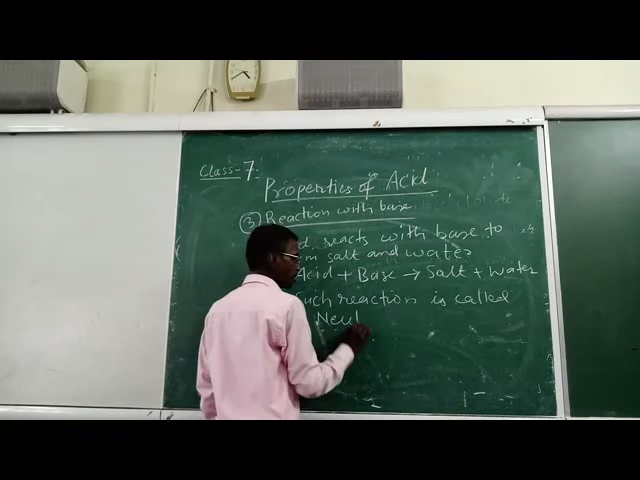 Class-7:
Properties of Acid
③ Reaction with base
reacts with base to
salt and water
Acid + Base → Salt + Water
Such reaction is called
Neu